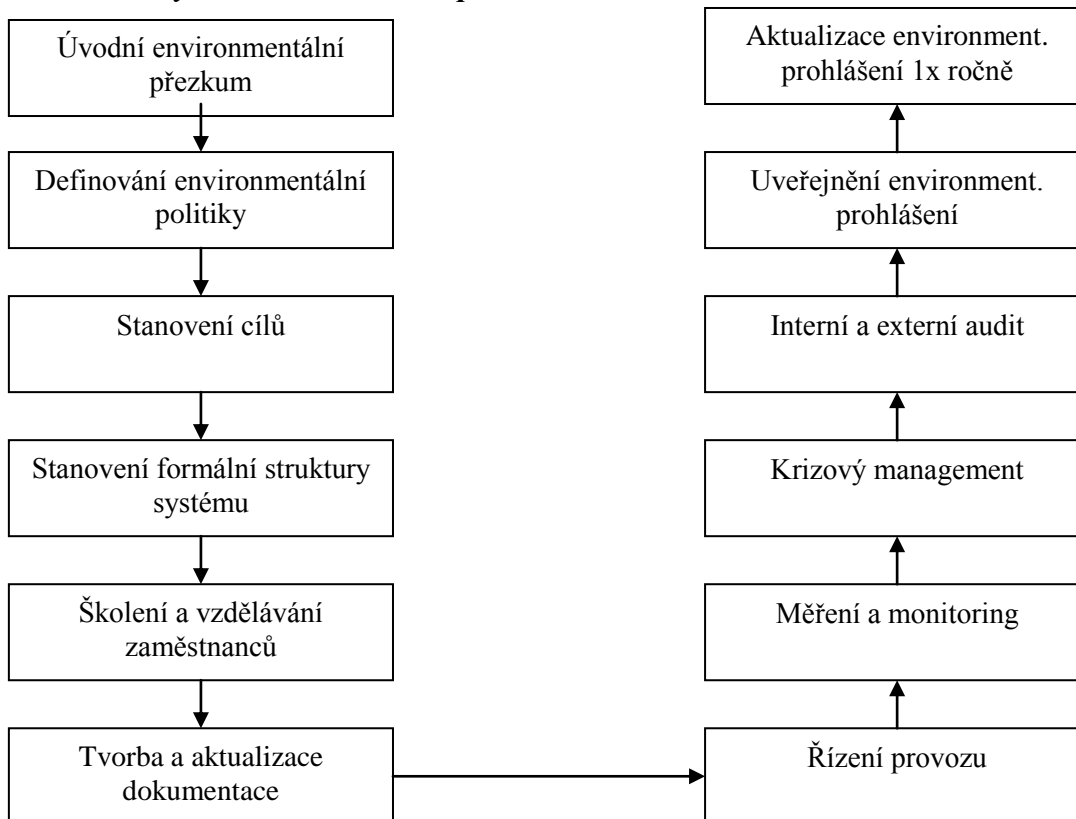 Úvodní environmentální
přezkum
Definování environmentální
politiky
Stanovení cílů
Stanovení formální struktury
systému
Školení a vzdělávání
zaměstnanců
Tvorba a aktualizace
dokumentace
Řízení provozu
Měření a monitoring
Krizový management
Interní a externí audit
Uveřejnění environment.
prohlášení
Aktualizace environment.
prohlášení 1x ročně